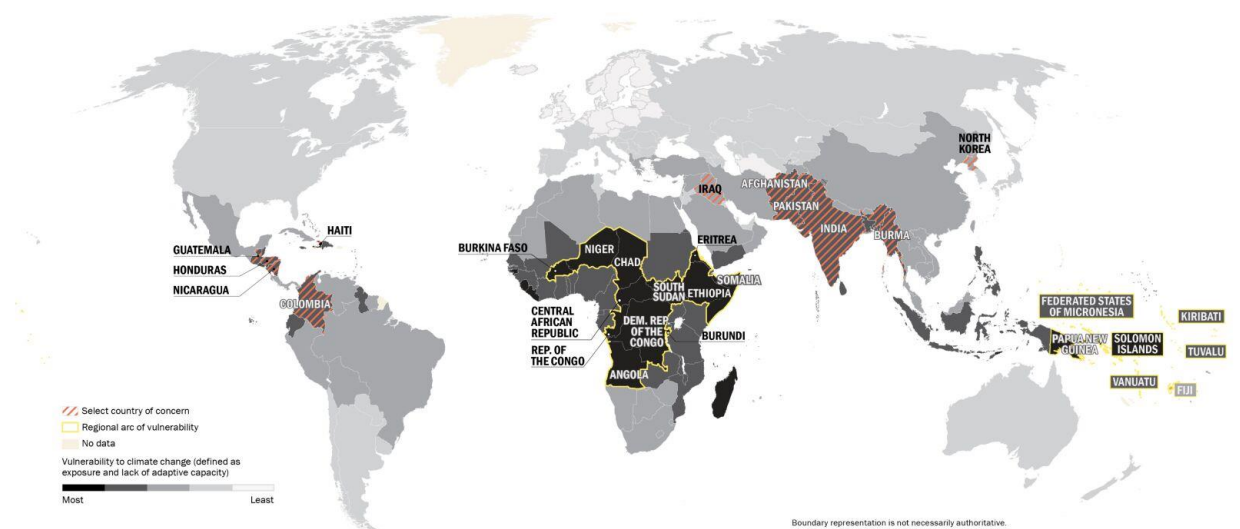 NORTH
KOREA
IRAQ
AFGHANISTAN
PAKISTAN
INDIA
BURMA
HAITI
GUATEMALA
HONDURAS
NICARAGUA
COLOMBIA
BURKINA FASO
NIGER
CHAD
ERITREA
SOMALIA
SOUTH
SUDAN
ETHIOPIA
CENTRAL
AFRICAN
REPUBLIC
DEM. REP.
OF THE
CONGO
BURUNDI
REP. OF
THE CONGO
ANGOLA
FEDERATED STATES
OF MICRONESIA
KIRIBATI
PAPUA NEW
GUINEA
SOLOMON
ISLANDS
TUVALU
VANUATU
FIJI
Select country of concern
Regional arc of vulnerability
No data
Vulnerability to climate change (defined as
exposure and lack of adaptive capacity)
Most
Least
Boundary representation is not necessarily authoritative.